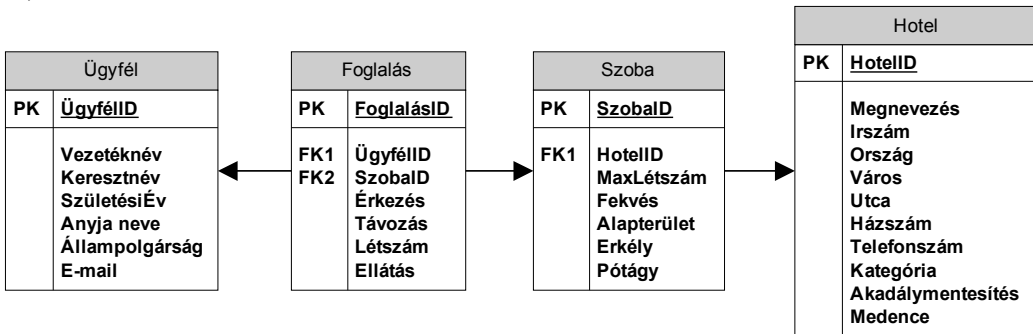 Ügyfél
PK ÜgyfélID
Vezetéknév
Keresztnév
SzületésiÉv
Anyja neve
Állampolgárság
E-mail
Foglalás
PK FoglalásID
FK1 ÜgyfélID
FK2 SzobaID
Érkezés
Távozás
Létszám
Ellátás
Szoba
PK SzobaID
FK1 HotelID
MaxLétszám
Fekvés
Alapterület
Erkély
Pótágy
Hotel
PK HotelID
Megnevezés
Irszám
Ország
Város
Utca
Házszám
Telefonszám
Kategória
Akadálymentesítés
Medence